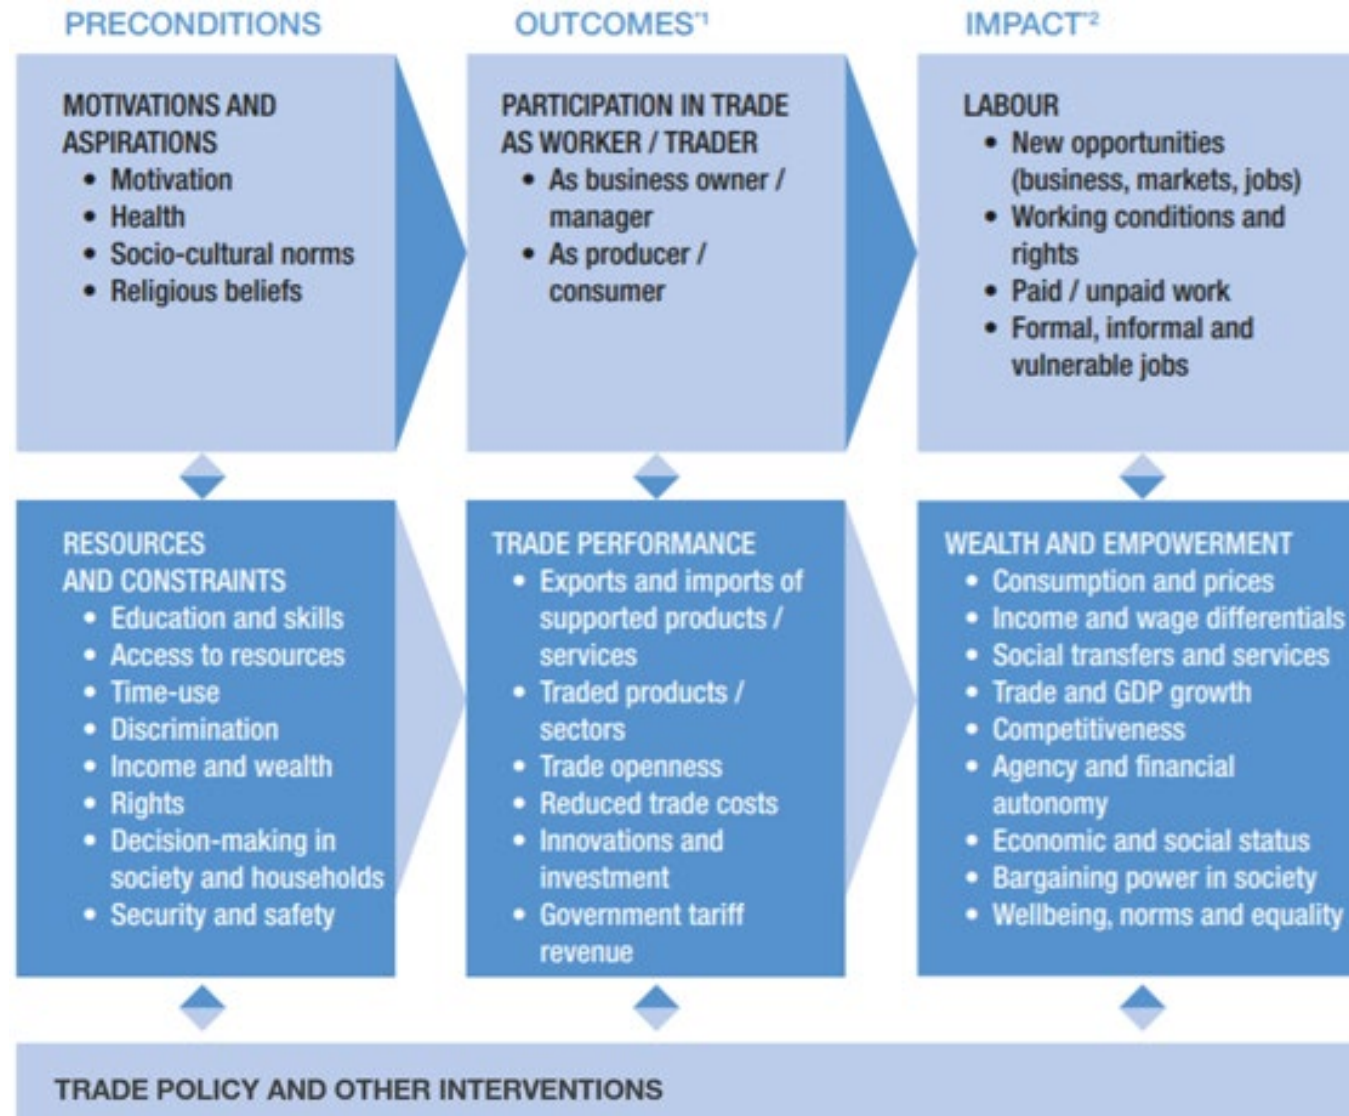 PRECONDITIONS
OUTCOMES*1
IMPACT*2
MOTIVATIONS AND
ASPIRATIONS
• Motivation
• Health
• Socio-cultural norms
• Religious beliefs
PARTICIPATION IN TRADE
AS WORKER / TRADER
• As business owner /
manager
• As producer /
consumer
LABOUR
• New opportunities
(business, markets, jobs)
• Working conditions and
rights
• Paid / unpaid work
• Formal, informal and
vulnerable jobs
RESOURCES
AND CONSTRAINTS
• Education and skills
• Access to resources
• Time-use
• Discrimination
• Income and wealth
• Rights
• Decision-making in
society and households
• Security and safety
TRADE PERFORMANCE
• Exports and imports of
supported products /
services
• Traded products /
sectors
• Trade openness
• Reduced trade costs
• Innovations and
investment
• Government tariff
revenue
WEALTH AND EMPOWERMENT
• Consumption and prices
• Income and wage differentials
• Social transfers and services
• Trade and GDP growth
• Competitiveness
• Agency and financial
autonomy
• Economic and social status
• Bargaining power in society
• Wellbeing, norms and equality
TRADE POLICY AND OTHER INTERVENTIONS